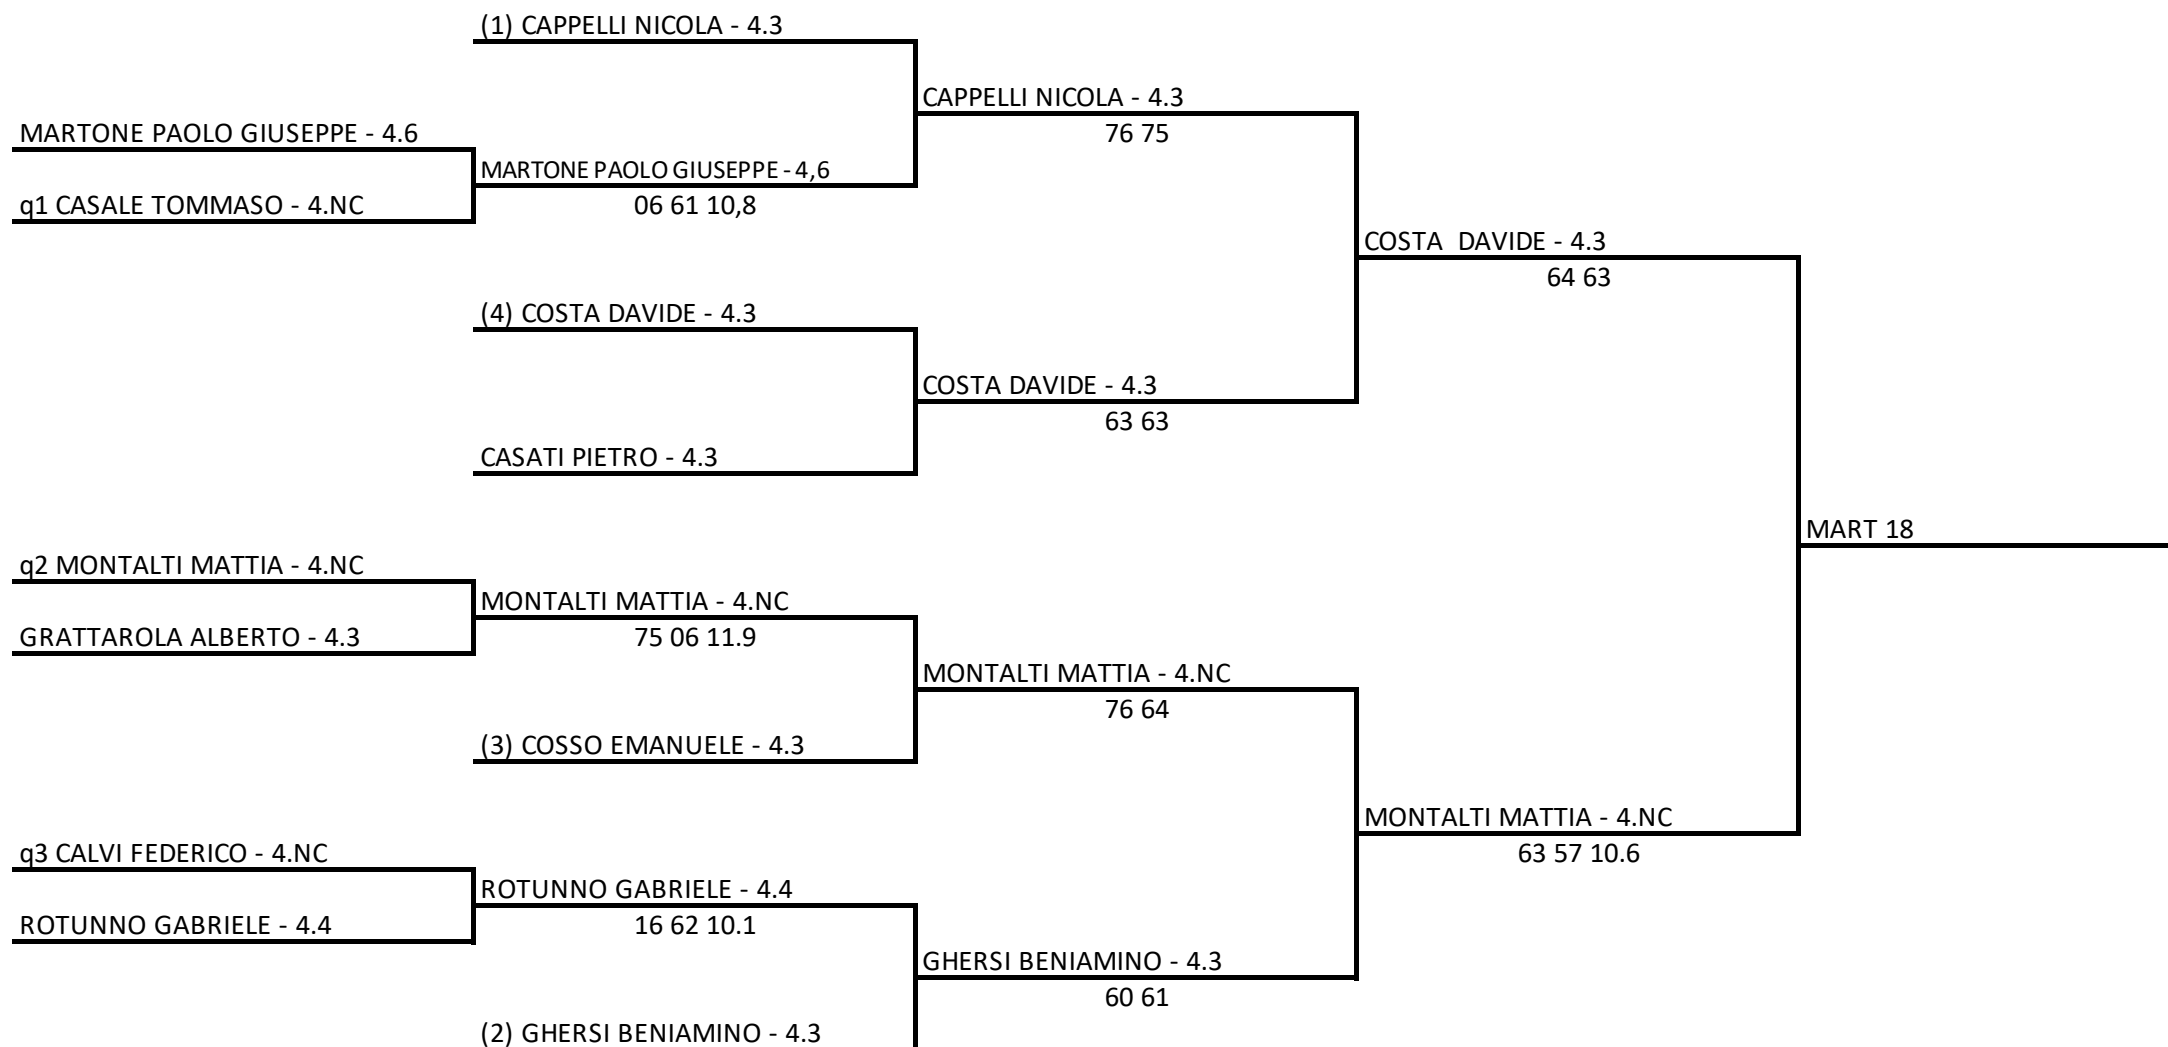 (1) CAPPELLI NICOLA - 4.3
CAPPELLI NICOLA - 4.3
MARTONE PAOLO GIUSEPPE - 4.6
76 75
MARTONE PAOLO GIUSEPPE - 4,6
q1 CASALE TOMMASO - 4.NC
06 61 10,8
COSTA  DAVIDE - 4.3
64 63
(4) COSTA DAVIDE - 4.3
COSTA DAVIDE - 4.3
63 63
CASATI PIETRO - 4.3
MART 18
q2 MONTALTI MATTIA - 4.NC
MONTALTI MATTIA - 4.NC
GRATTAROLA ALBERTO - 4.3
75 06 11.9
MONTALTI MATTIA - 4.NC
76 64
(3) COSSO EMANUELE - 4.3
MONTALTI MATTIA - 4.NC
q3 CALVI FEDERICO - 4.NC
63 57 10.6
ROTUNNO GABRIELE - 4.4
ROTUNNO GABRIELE - 4.4
16 62 10.1
GHERSI BENIAMINO - 4.3
60 61
(2) GHERSI BENIAMINO - 4.3